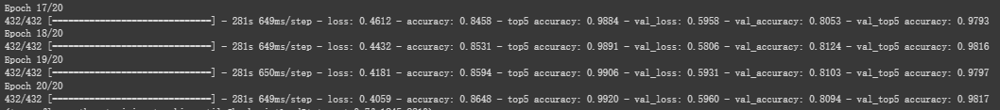 Epoch 17/20
432/432 [==============================] - 281s 649ms/step - loss: 0.4612 - accuracy: 0.8458 - top5 accuracy: 0.9884 - val_loss: 0.5958 - val_accuracy: 0.8053 - val_top5 accuracy: 0.9793
Epoch 18/20
432/432 [==============================] - 281s 649ms/step - loss: 0.4432 - accuracy: 0.8531 - top5 accuracy: 0.9891 - val_loss: 0.5806 - val_accuracy: 0.8124 - val_top5 accuracy: 0.9816
Epoch 19/20
432/432 [==============================] - 281s 650ms/step - loss: 0.4181 - accuracy: 0.8594 - top5 accuracy: 0.9906 - val_loss: 0.5931 - val_accuracy: 0.8103 - val_top5 accuracy: 0.9797
Epoch 20/20
432/432 [==============================] - 281s 649ms/step - loss: 0.4059 - accuracy: 0.8648 - top5 accuracy: 0.9920 - val_loss: 0.5960 - val_accuracy: 0.8094 - val_top5 accuracy: 0.9817